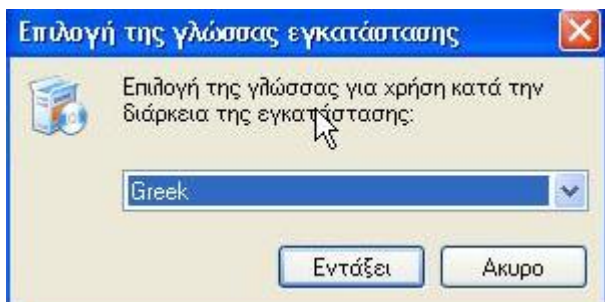 Επιλογή της γλώσσας εγκατάστασης
Επιλογή της γλώσσας για χρήση κατά την
διάρκεια της εγκατάστασης:
Greek
Εντάξει
Ακυρο